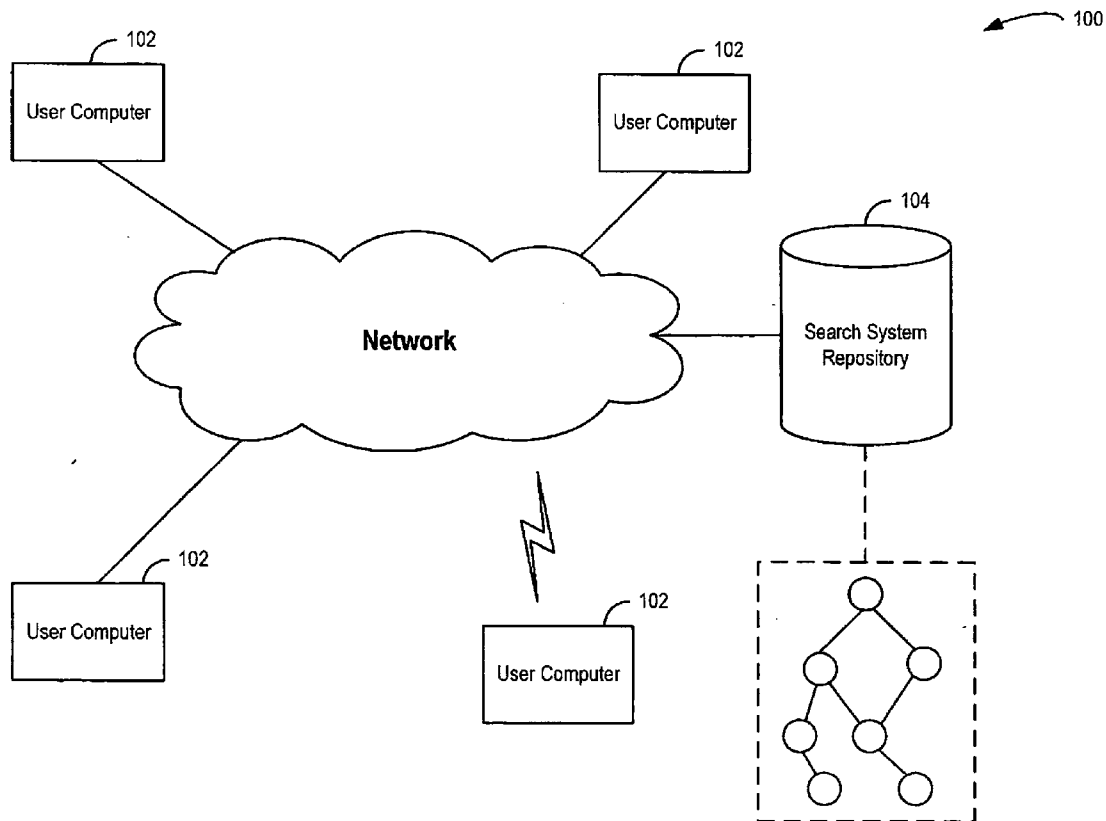 100
102
User Computer
102
User Computer
104
Search System
Repository
Network
102
User Computer
102
User Computer